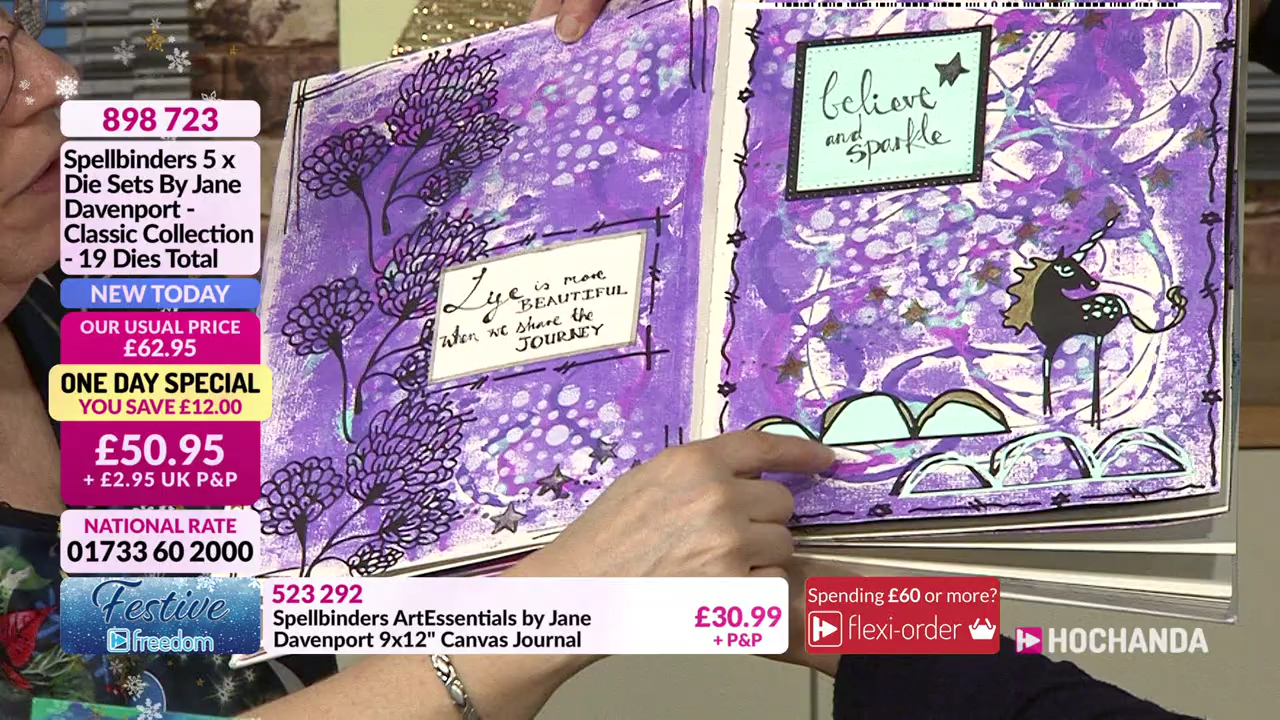 898 723
Spellbinders 5 x
Die Sets By Jane
Davenport -
Classic Collection
- 19 Dies Total
NEW TODAY
OUR USUAL PRICE
£62.95
ONE DAY SPECIAL
YOU SAVE £12.00
£50.95
+ £2.95 UK P&P
NATIONAL RATE
01733 60 2000
believe
and
sparkle
Life is more
BEAUTIFUL
when we share the
JOURNEY
Festive
freedom
523 292
Spellbinders ArtEssentials by Jane
Davenport 9x12" Canvas Journal
£30.99
+ P&P
Spending £60 or more?
flexi-order
HOCHANDA